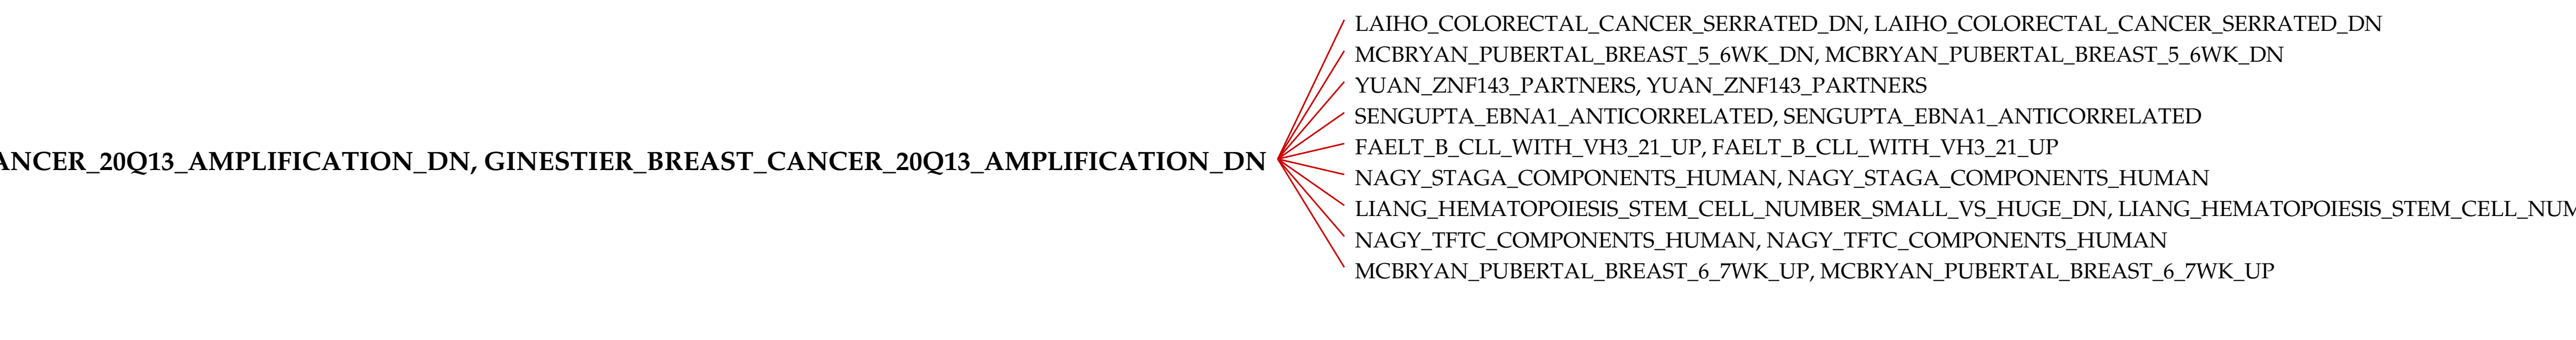 LAIHO_COLORECTAL_CANCER_SERRATED_DN, LAIHO_COLORECTAL_CANCER_SERRATED_DN
MCBRYAN_PUBERTAL_BREAST_5_6WK_DN, MCBRYAN_PUBERTAL_BREAST_5_6WK_DN
YUAN_ZNF143_PARTNERS, YUAN_ZNF143_PARTNERS
SENGUPTA_EBNA1_ANTICORRELATED, SENGUPTA_EBNA1_ANTICORRELATED
FAELT_B_CLL_WITH_VH3_21_UP, FAELT_B_CLL_WITH_VH3_21_UP
ANCER_20Q13_AMPLIFICATION_DN, GINESTIER_BREAST_CANCER_20Q13_AMPLIFICATION_DN
NAGY_STAGA_COMPONENTS_HUMAN, NAGY_STAGA_COMPONENTS_HUMAN
LIANG_HEMATOPOIESIS_STEM_CELL_NUMBER_SMALL_VS_HUGE_DN, LIANG_HEMATOPOIESIS_STEM_CELL_NUM
NAGY_TFTC_COMPONENTS_HUMAN, NAGY_TFTC_COMPONENTS_HUMAN
MCBRYAN_PUBERTAL_BREAST_6_7WK_UP, MCBRYAN_PUBERTAL_BREAST_6_7WK_UP